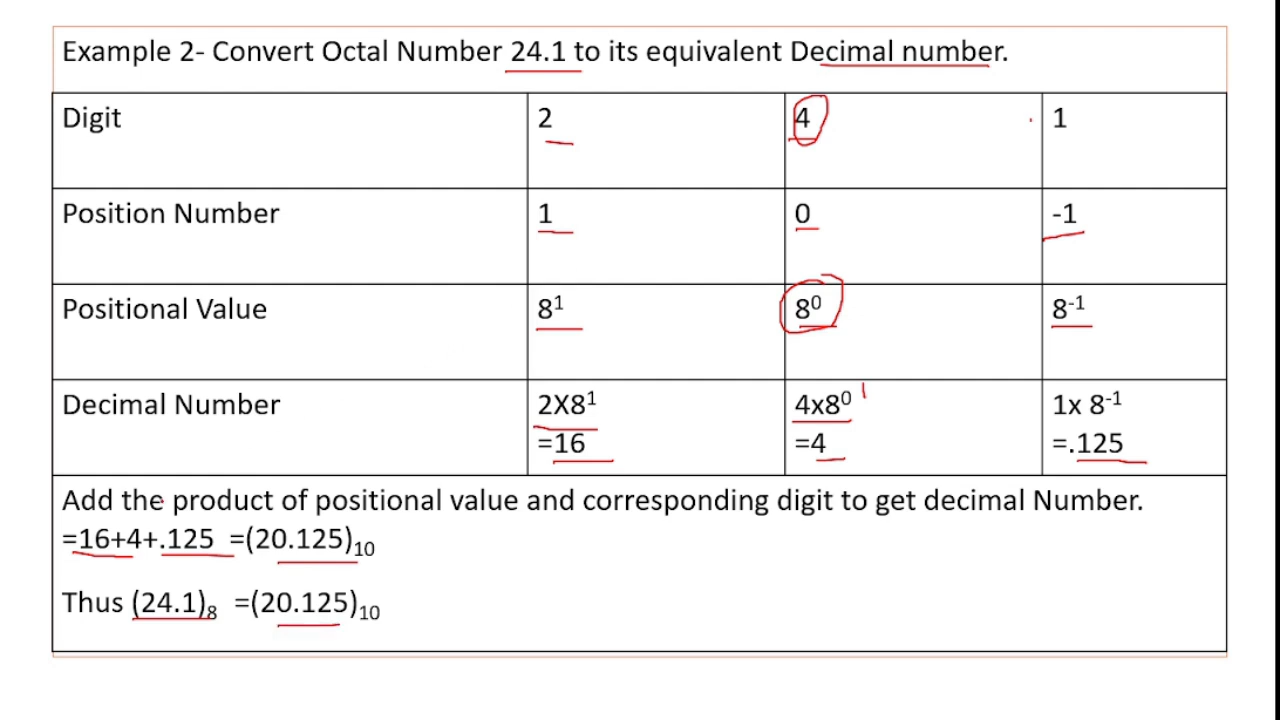 Example 2- Convert Octal Number 24.1 to its equivalent Decimal number.
Digit 2 4 1
Position Number 1 0 -1
Positional Value 8¹ 8⁰ 8⁻¹
Decimal Number 2X8¹ 4x8⁰ 1x 8⁻¹
=16 =4 =.125
Add the product of positional value and corresponding digit to get decimal Number.
=16+4+.125 =(20.125)₁₀
Thus (24.1)₈ =(20.125)₁₀